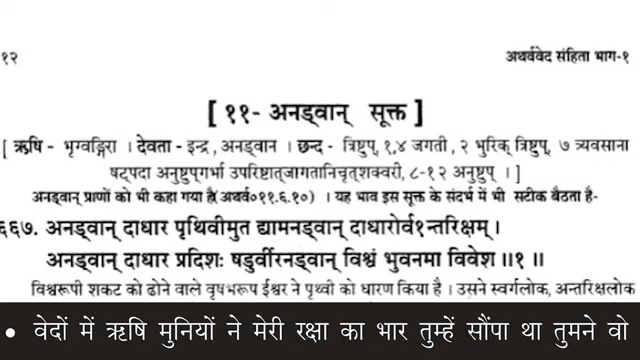 १२ अथर्ववेद संहिता भाग-१
[ ११- अनड्वान् सूक्त ]
[ ऋषि - भृग्वङ्गिरा । देवता - इन्द्र , अनड्वान । छन्द - त्रिष्टुप्, १,४ जगती , २ भुरिक् त्रिष्टुप्, ७ त्र्यवसाना
षट्पदा अनुष्टुप्गर्भा उपरिष्टात्जागतानिचृत्शक्वरी, ८-१२ अनुष्टुप् । ]
अनड्वान् प्राणों को भी कहा गया है(अथर्व०११.६.१०) । यह भाव इस सूक्त के संदर्भ में भी सटीक बैठता है-
६६७. अनड्वान् दाधार पृथिवीमुत द्यामनड्वान् दाधारोर्व१न्तरिक्षम् ।
अनड्वान् दाधार प्रदिशः षडुर्वीरनड्वान् विश्वं भुवनमा विवेश ॥१ ॥
विश्वरूपी शकट को ढोने वाले वृषभरूप ईश्वर ने पृथ्वी को धारण किया है । उसने स्वर्गलोक, अन्तरिक्षलोक
• वेदों में ऋषि मुनियों ने मेरी रक्षा का भार तुम्हें सौंपा था तुमने वो